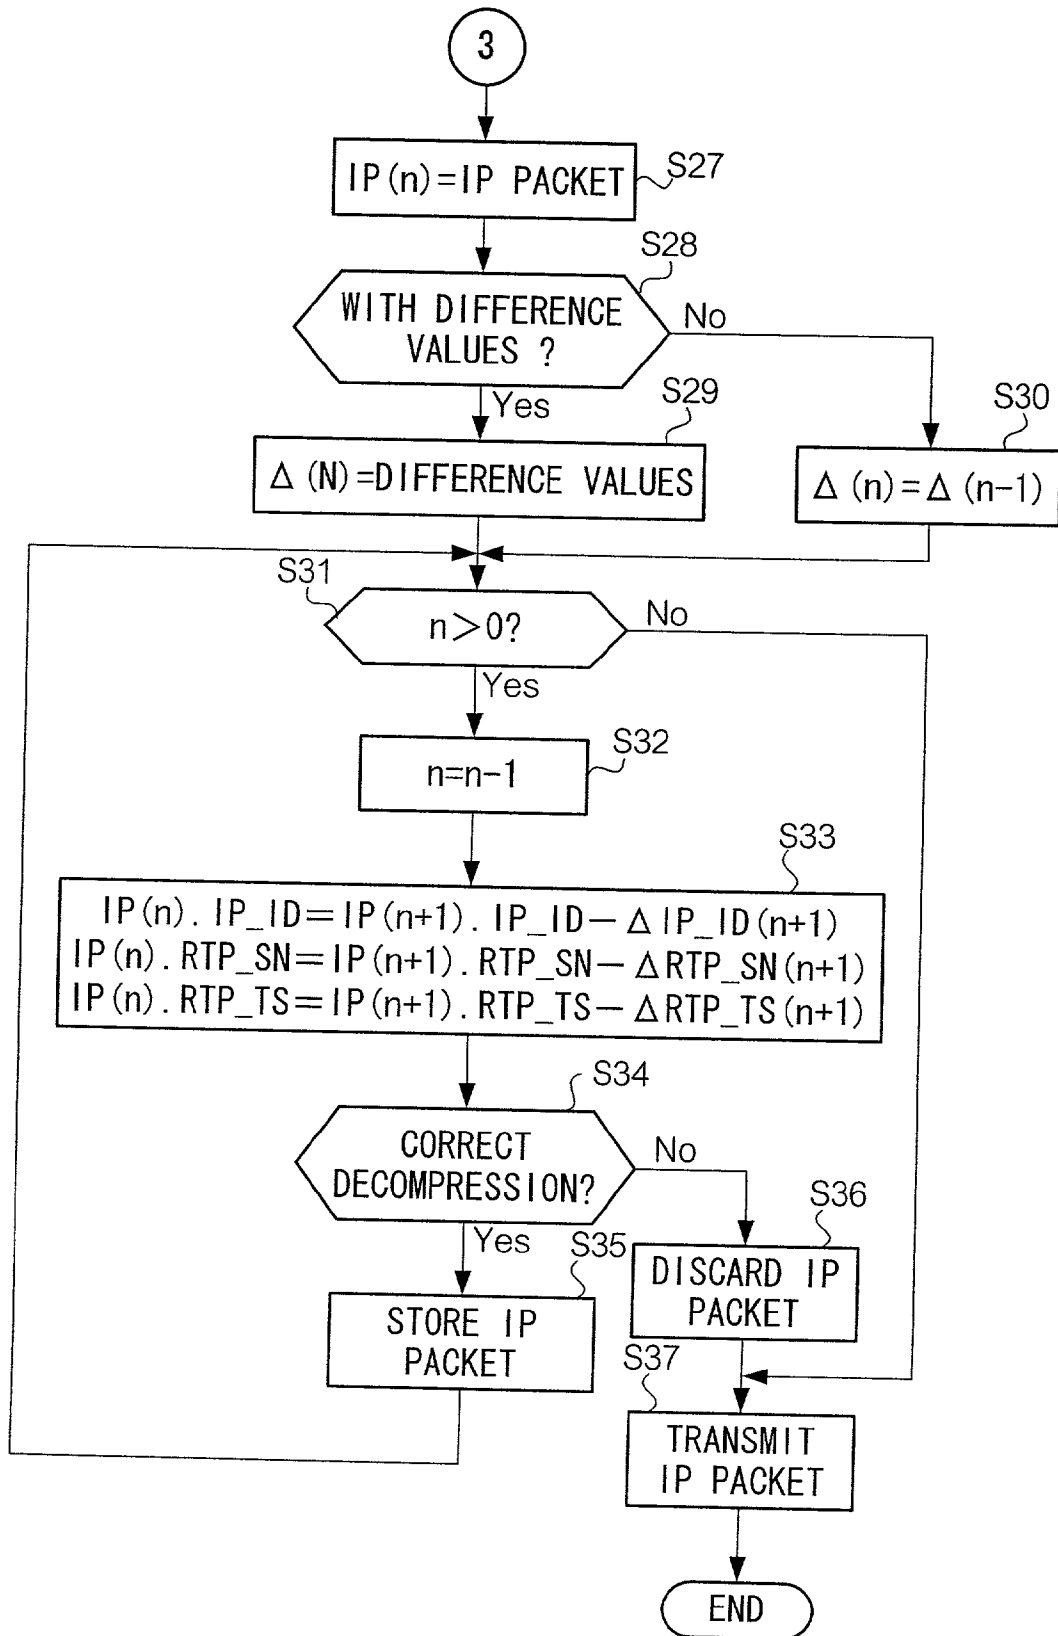 3
IP(n)=IP PACKET
S27
S28
WITH DIFFERENCE
VALUES ?
No
Yes
S29
Δ(N)=DIFFERENCE VALUES
S30
Δ(n)=Δ(n-1)
S31
n>0?
No
Yes
S32
n=n-1
S33
IP(n).IP_ID=IP(n+1).IP_ID-ΔIP_ID(n+1)
IP(n).RTP_SN=IP(n+1).RTP_SN-ΔRTP_SN(n+1)
IP(n).RTP_TS=IP(n+1).RTP_TS-ΔRTP_TS(n+1)
S34
CORRECT
DECOMPRESSION?
No
Yes
S35
STORE IP
PACKET
S36
DISCARD IP
PACKET
S37
TRANSMIT
IP PACKET
END